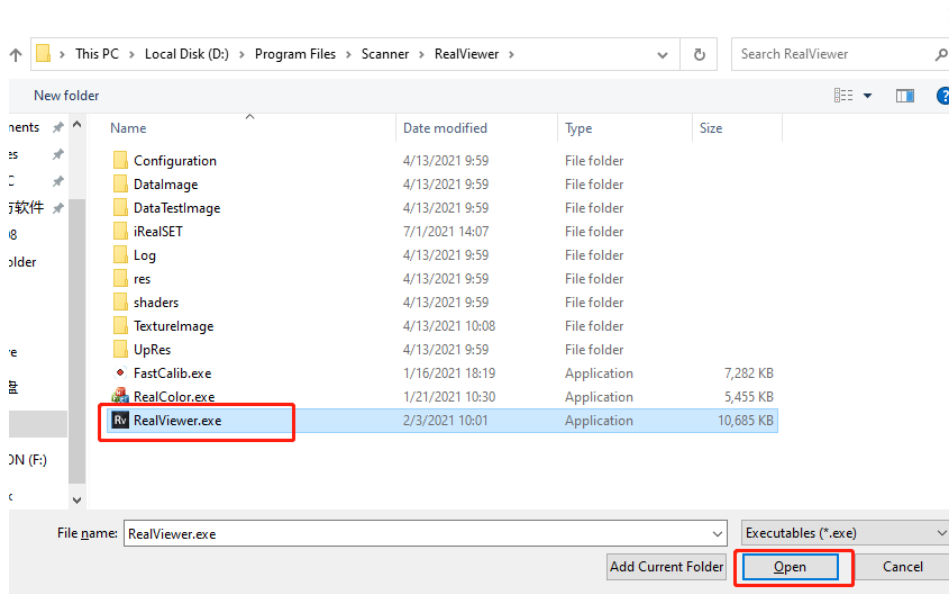 This PC > Local Disk (D:) > Program Files > Scanner > RealViewer >
Search RealViewer
New folder
Name Date modified Type Size
Configuration 4/13/2021 9:59 File folder
DataImage 4/13/2021 9:59 File folder
DataTestImage 4/13/2021 9:59 File folder
iRealSET 7/1/2021 14:07 File folder
软件
Log 4/13/2021 9:59 File folder
res 4/13/2021 9:59 File folder
shaders 4/13/2021 9:59 File folder
TextureImage 4/13/2021 10:08 File folder
UpRes 4/13/2021 9:59 File folder
FastCalib.exe 1/16/2021 18:19 Application 7,282 KB
RealColor.exe 1/21/2021 10:30 Application 5,455 KB
盘
Rv RealViewer.exe 2/3/2021 10:01 Application 10,685 KB
(F:)
File name: RealViewer.exe Executables (*.exe)
Add Current Folder Open Cancel